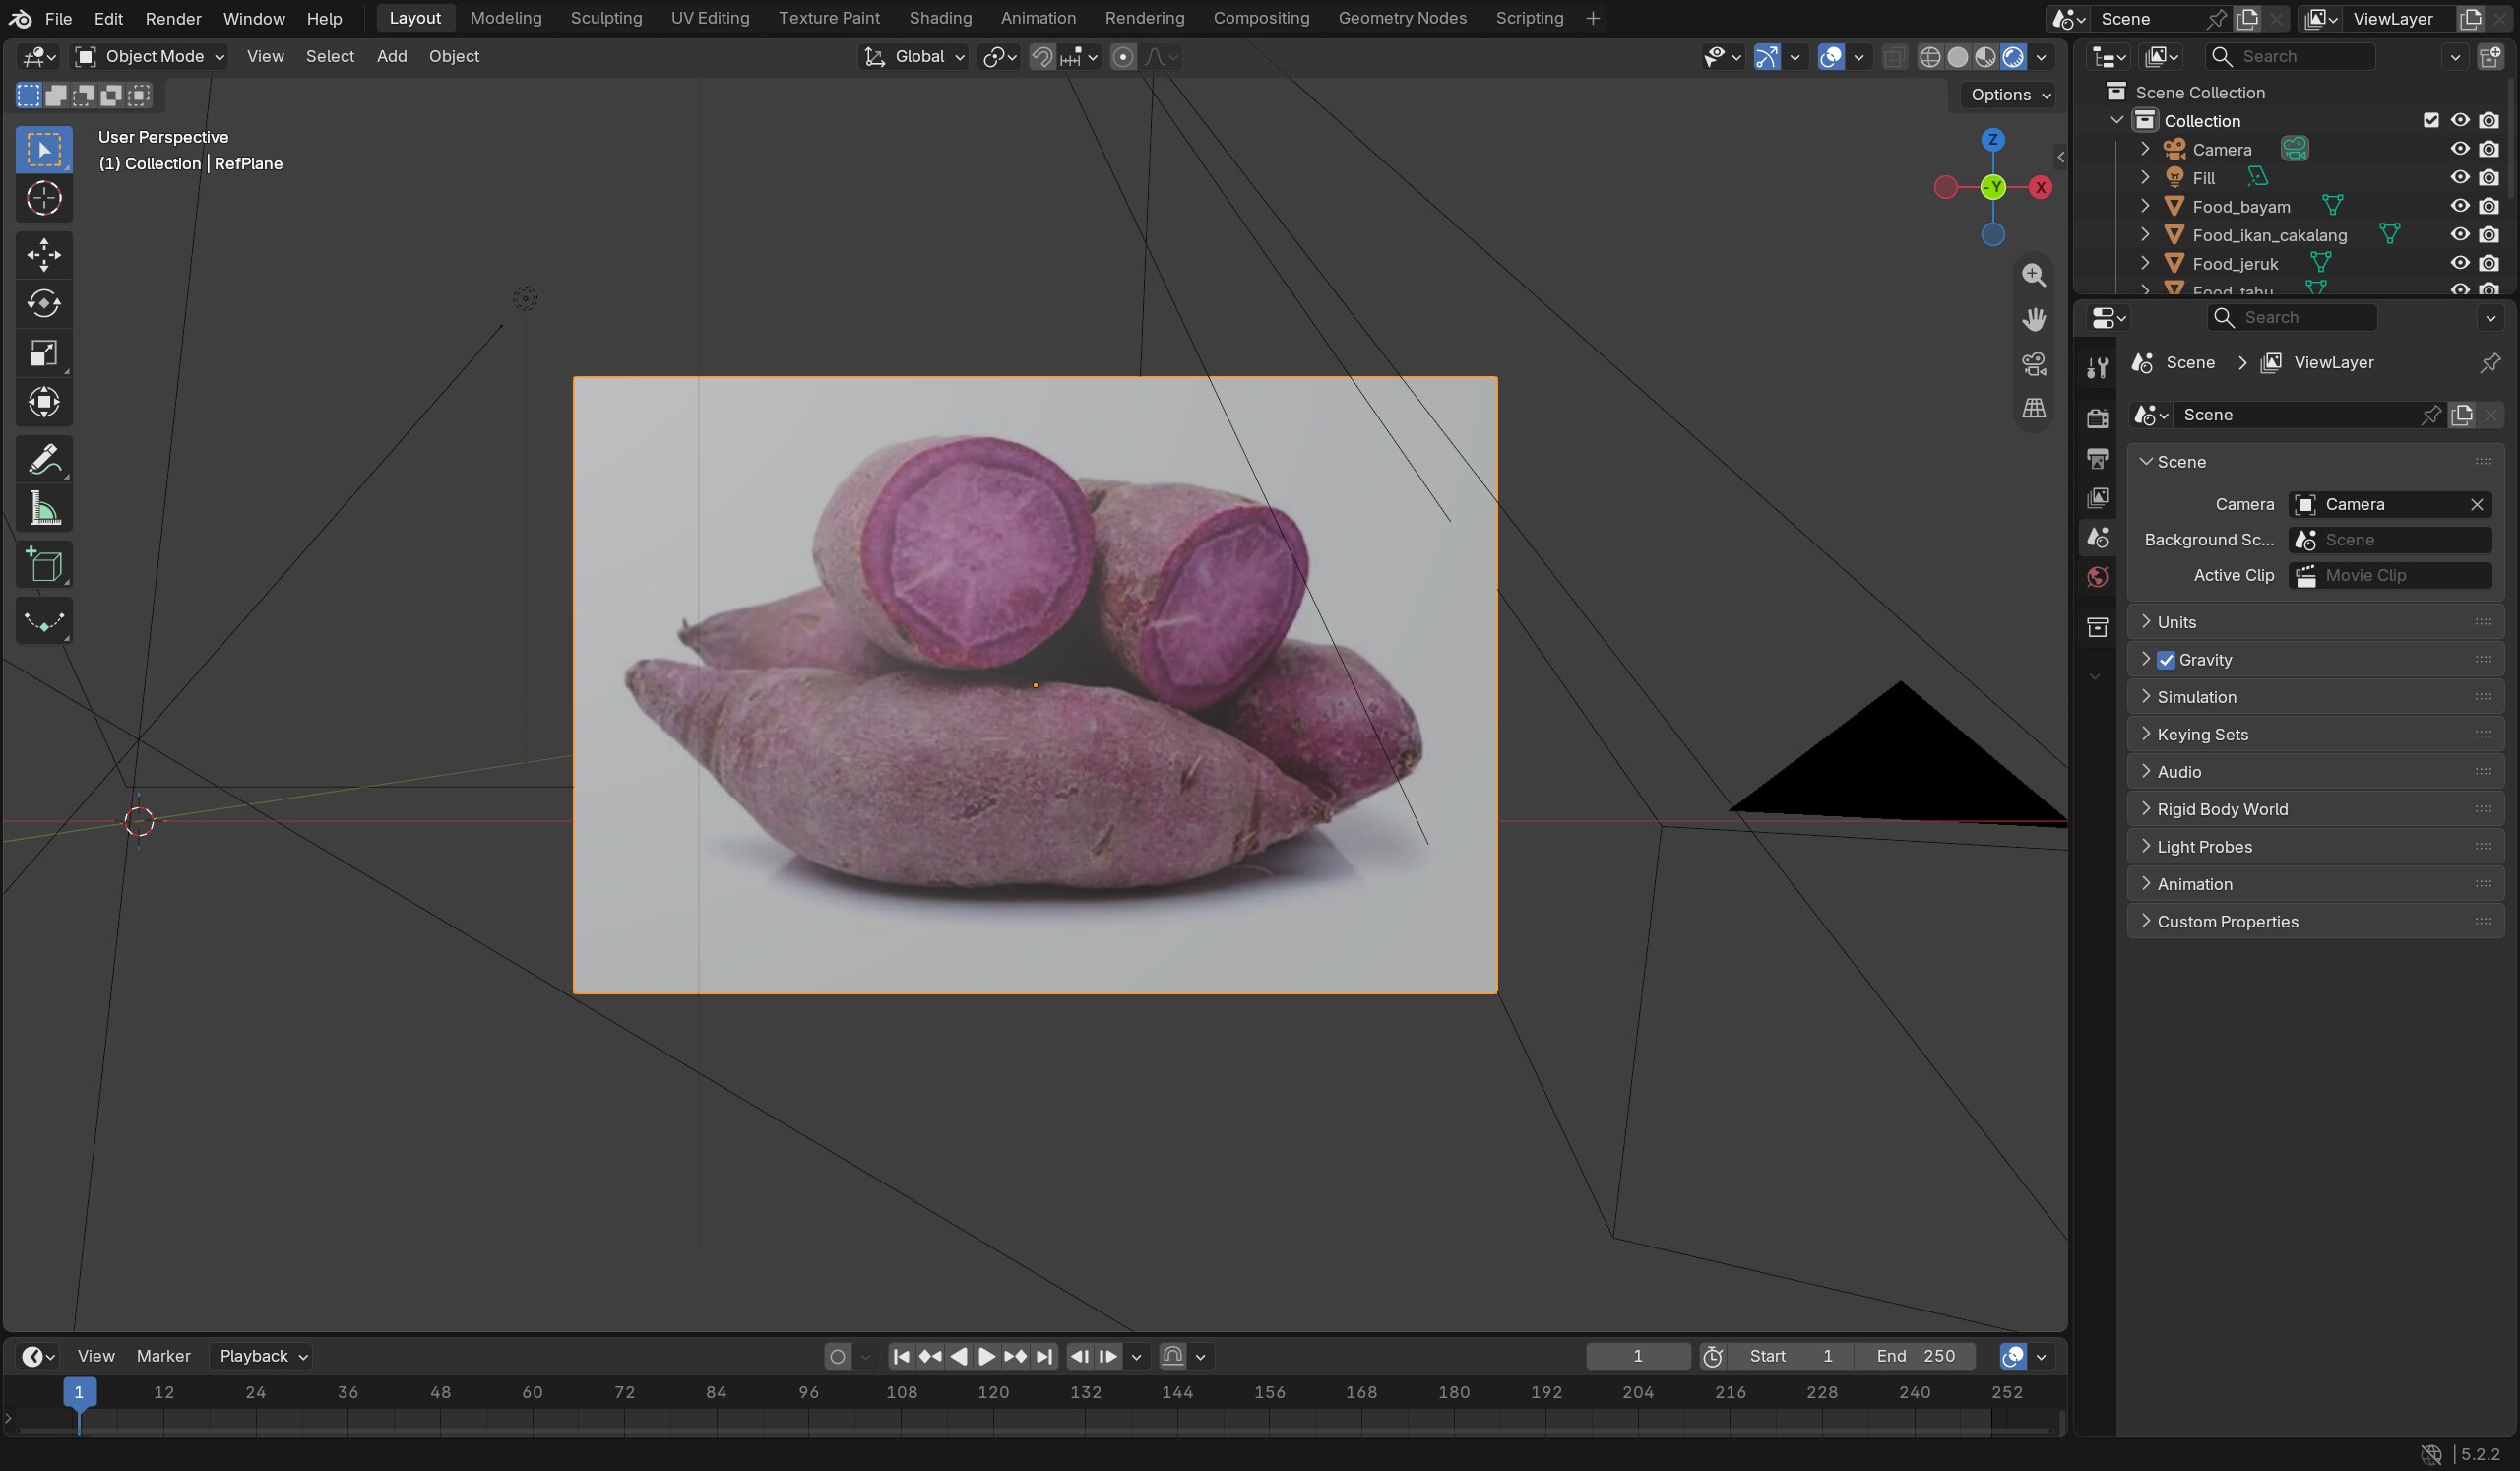 File Edit Render Window Help Layout Modeling Sculpting UV Editing Texture Paint Shading Animation Rendering Compositing Geometry Nodes Scripting Scene ViewLayer
Object Mode View Select Add Object Global Search
Options
User Perspective
(1) Collection | RefPlane
Z
-Y
X
Scene Collection
Collection
Camera
Fill
Food_bayam
Food_ikan_cakalang
Food_jeruk
Food_tahu
Search
Scene ViewLayer
Scene
Scene
Camera Camera
Background Sc... Scene
Active Clip Movie Clip
Units
Gravity
Simulation
Keying Sets
Audio
Rigid Body World
Light Probes
Animation
Custom Properties
View Marker Playback 1 Start 1 End 250
1 12 24 36 48 60 72 84 96 108 120 132 144 156 168 180 192 204 216 228 240 252
5.2.2